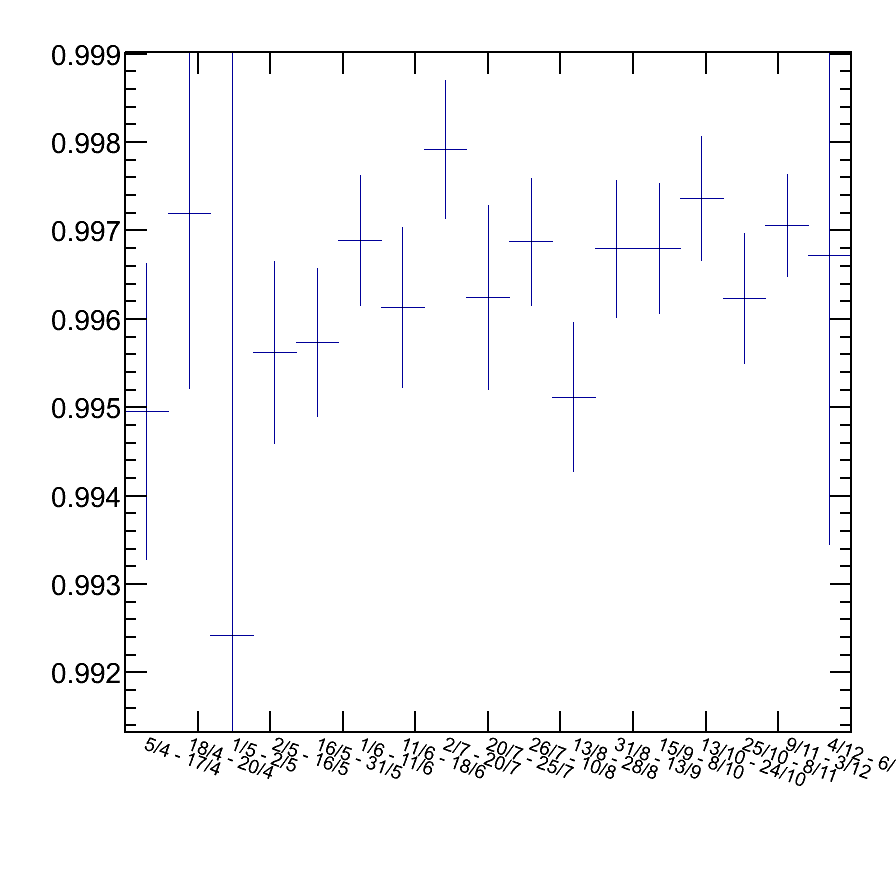 0.999
0.998
0.997
0.996
0.995
0.994
0.993
0.992
5/4 - 17/4
18/4 - 20/4
1/5 - 2/5
2/5 - 16/5
16/5 - 31/5
1/6 - 11/6
11/6 - 18/6
2/7 - 20/7
20/7 - 25/7
26/7 - 10/8
13/8 - 28/8
31/8 - 13/9
15/9 - 8/10
13/10 - 24/10
25/10 - 8/11
9/11 - 3/12
4/12 - 6/